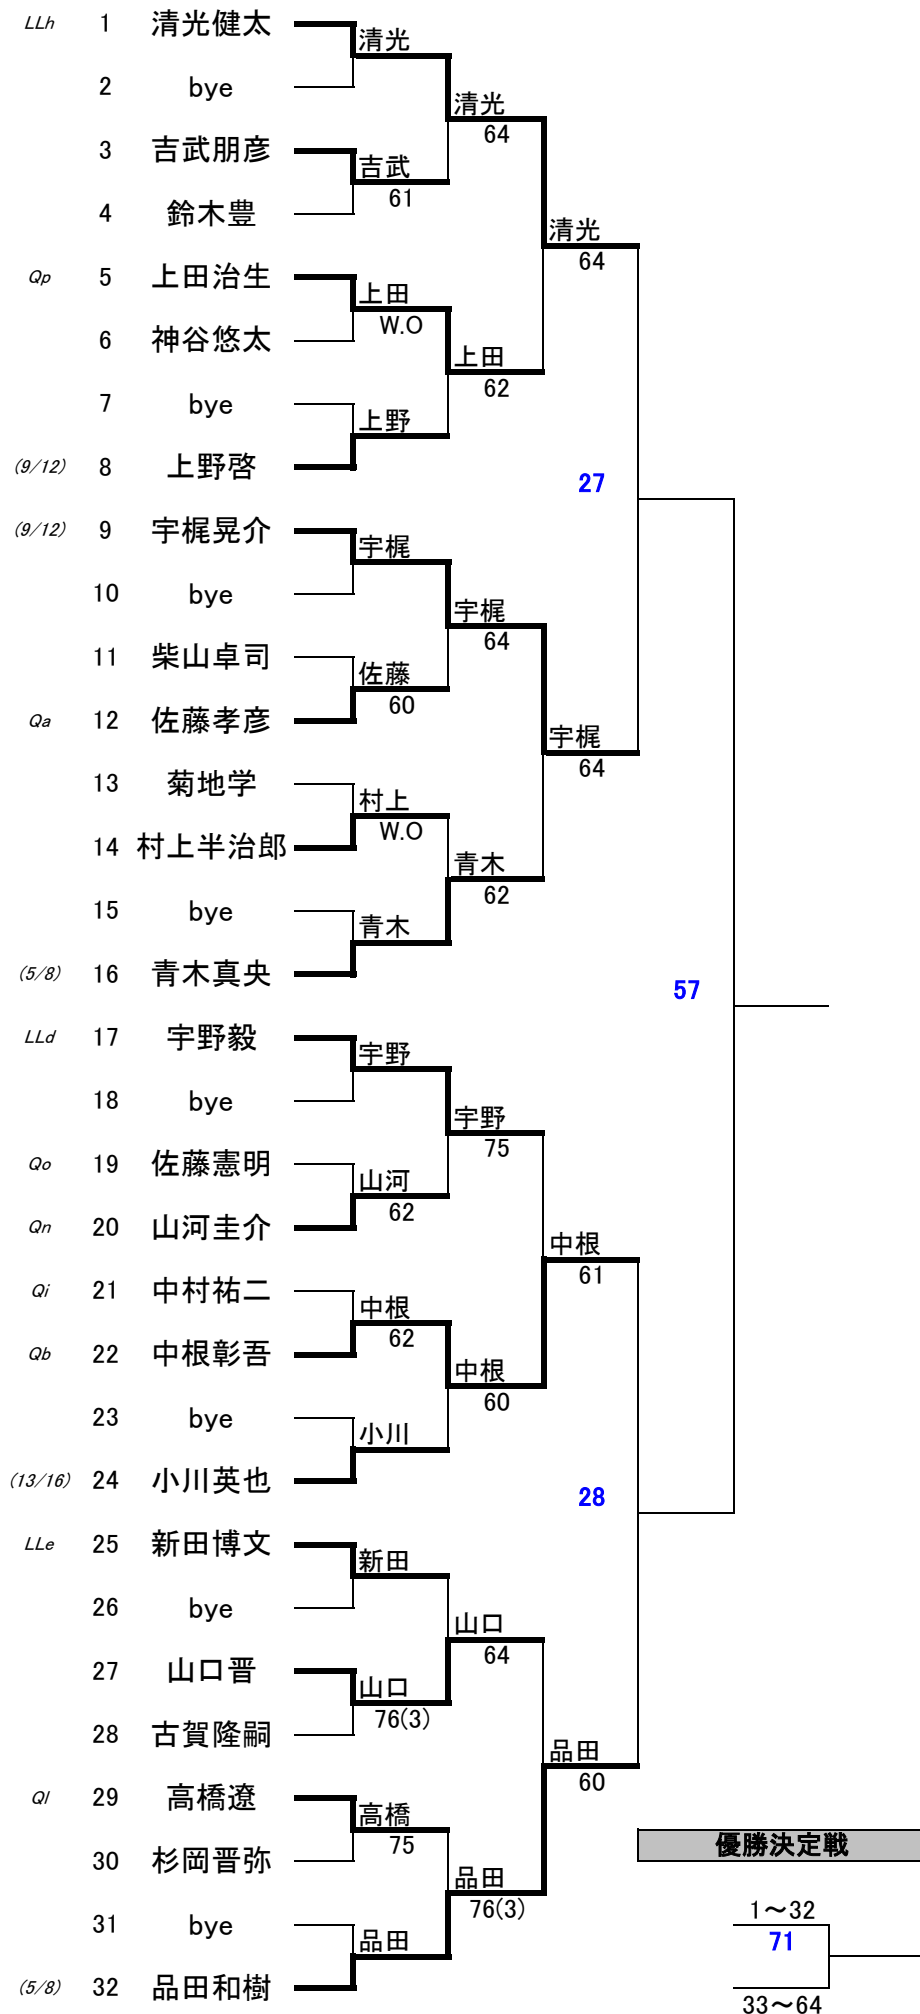 LLh 1 清光健太
清光
2 bye
清光
64
3 吉武朋彦
吉武
61
4 鈴木豊
清光
64
Qp 5 上田治生
上田
W.O
6 神谷悠太
上田
62
7 bye
上野
(9/12) 8 上野啓
27
(9/12) 9 宇梶晃介
宇梶
10 bye
宇梶
64
11 柴山卓司
佐藤
60
Qa 12 佐藤孝彦
宇梶
64
13 菊地学
村上
W.O
14 村上半治郎
青木
62
15 bye
青木
(5/8) 16 青木真央
57
LLd 17 宇野毅
宇野
18 bye
宇野
75
Qo 19 佐藤憲明
山河
62
Qn 20 山河圭介
中根
61
Qi 21 中村祐二
中根
62
Qb 22 中根彰吾
中根
60
23 bye
小川
(13/16) 24 小川英也
28
LLe 25 新田博文
新田
26 bye
山口
64
27 山口晋
山口
76(3)
28 古賀隆嗣
品田
60
Ql 29 高橋遼
高橋
75
30 杉岡晋弥
品田
76(3)
31 bye
品田
(5/8) 32 品田和樹
優勝決定戦
1～32
71
33～64